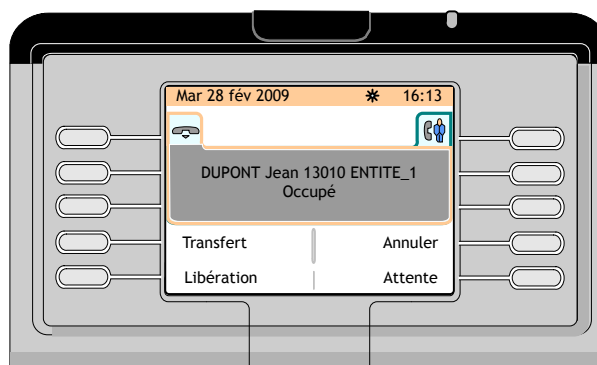 Mar 28 fév 2009 16:13
DUPONT Jean 13010 ENTITE_1
Occupé
Transfert Annuler
Libération Attente